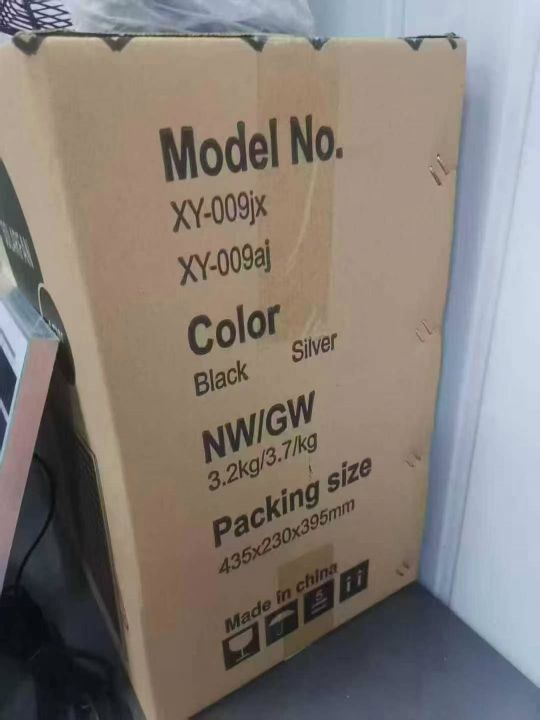 Model No.
XY-009jx
XY-009aj
Color
Black Silver
NW/GW
3.2kg/3.7/kg
Packing size
435x230x395mm
Made in china
5